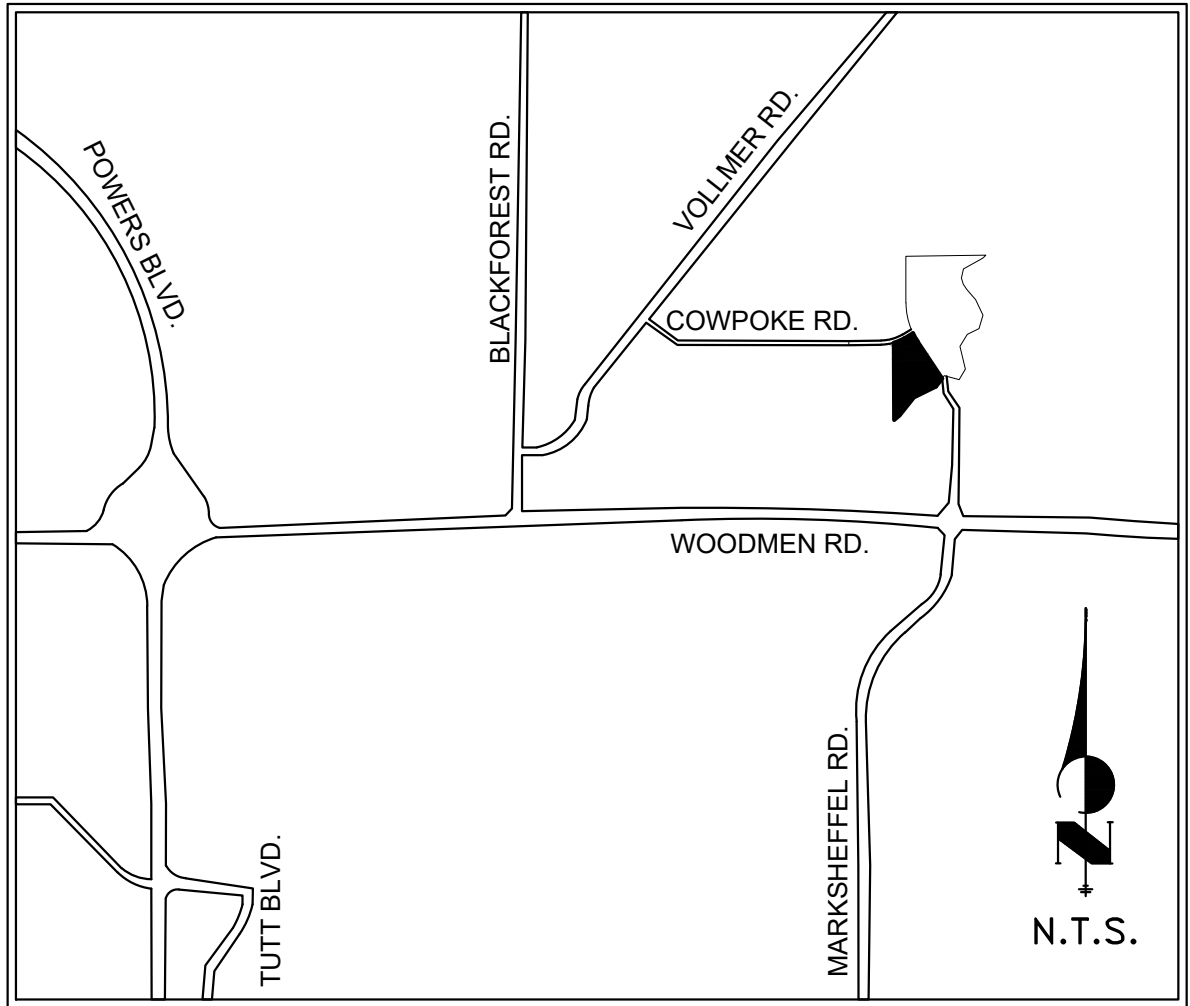 POWERS BLVD.
BLACKFOREST RD.
VOLLMER RD.
COWPOKE RD.
WOODMEN RD.
MARKSHEFFEL RD.
TUTT BLVD.
N
N.T.S.